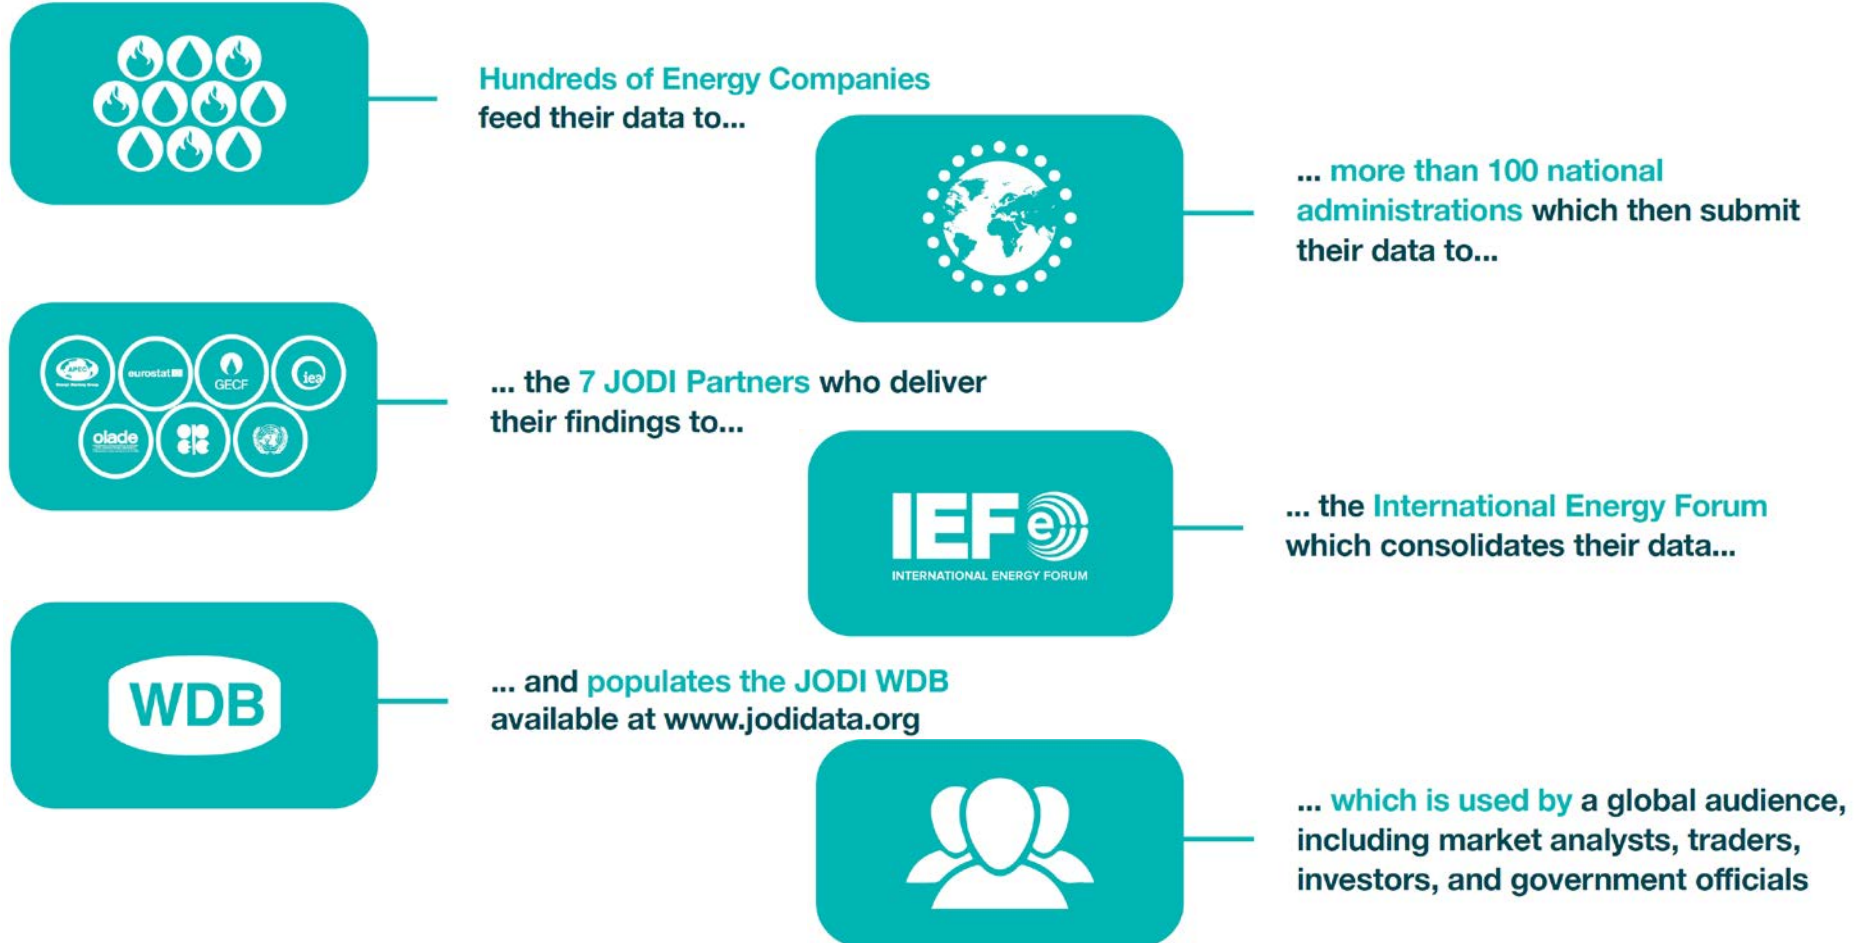 Hundreds of Energy Companies
feed their data to...
... more than 100 national
administrations which then submit
their data to...
APEC
eurostat
GECF
iea
olade
OPEC
... the 7 JODI Partners who deliver
their findings to...
IEF e
INTERNATIONAL ENERGY FORUM
... the International Energy Forum
which consolidates their data...
WDB
... and populates the JODI WDB
available at www.jodidata.org
... which is used by a global audience,
including market analysts, traders,
investors, and government officials